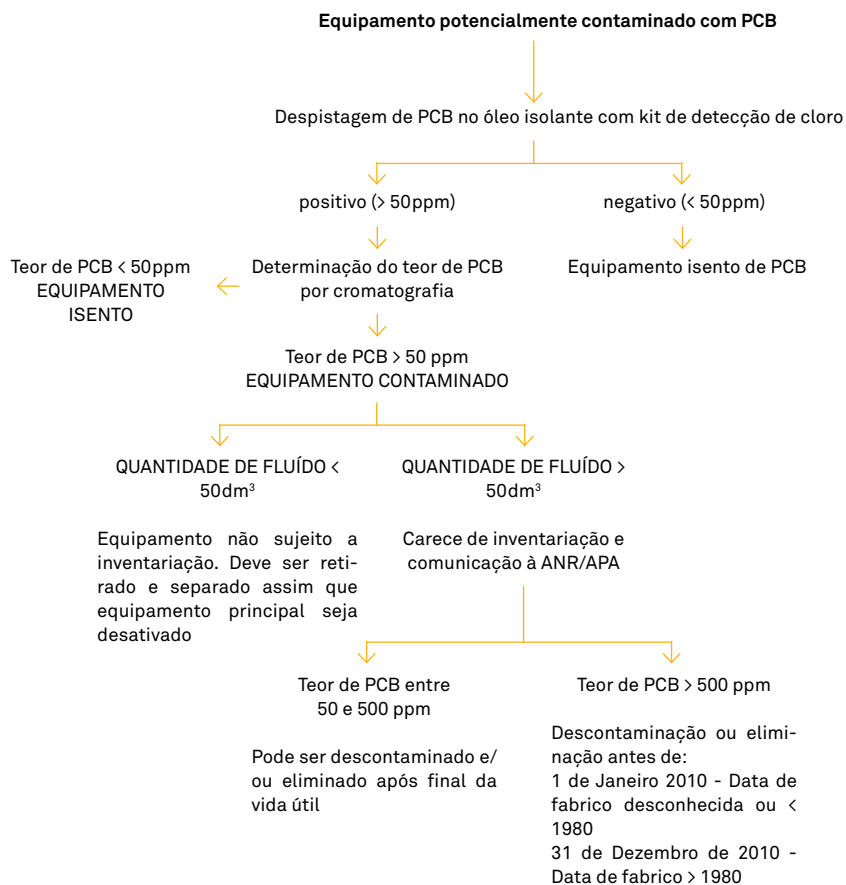 Equipamento potencialmente contaminado com PCB
Despistagem de PCB no óleo isolante com kit de detecção de cloro
positivo (> 50ppm)
negativo (< 50ppm)
Teor de PCB < 50ppm
EQUIPAMENTO
ISENTO
Determinação do teor de PCB
por cromatografia
Equipamento isento de PCB
Teor de PCB > 50 ppm
EQUIPAMENTO CONTAMINADO
QUANTIDADE DE FLUÍDO <
50dm³
Equipamento não sujeito a
inventariação. Deve ser reti-
rado e separado assim que
equipamento principal seja
desativado
QUANTIDADE DE FLUÍDO >
50dm³
Carece de inventariação e
comunicação à ANR/APA
Teor de PCB entre
50 e 500 ppm
Pode ser descontaminado e/
ou eliminado após final da
vida útil
Teor de PCB > 500 ppm
Descontaminação ou elimi-
nação antes de:
1 de Janeiro 2010 - Data de
fabrico desconhecida ou <
1980
31 de Dezembro de 2010 -
Data de fabrico > 1980